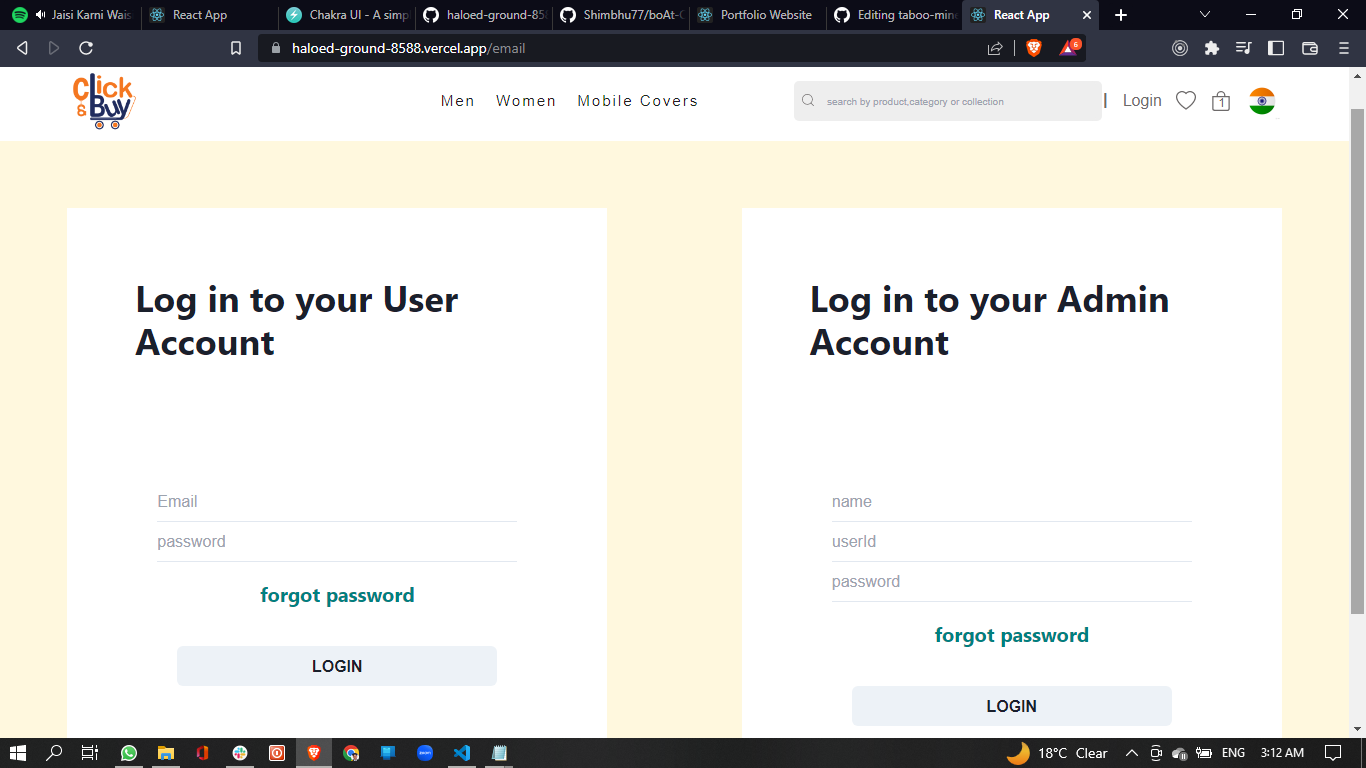 Jaisi Karni Wais
React App
Chakra UI - A simp
haloed-ground-858
Shimbhu77/boAt-C
Portfolio Website
Editing taboo-min
React App
haloed-ground-8588.vercel.app/email
6
Click
&
Buy
Men
Women
Mobile Covers
search by product,category or collection
|
Login
1
Log in to your User
Account
Email
password
forgot password
LOGIN
Log in to your Admin
Account
name
userId
password
forgot password
LOGIN
18°C Clear
ENG
3:12 AM